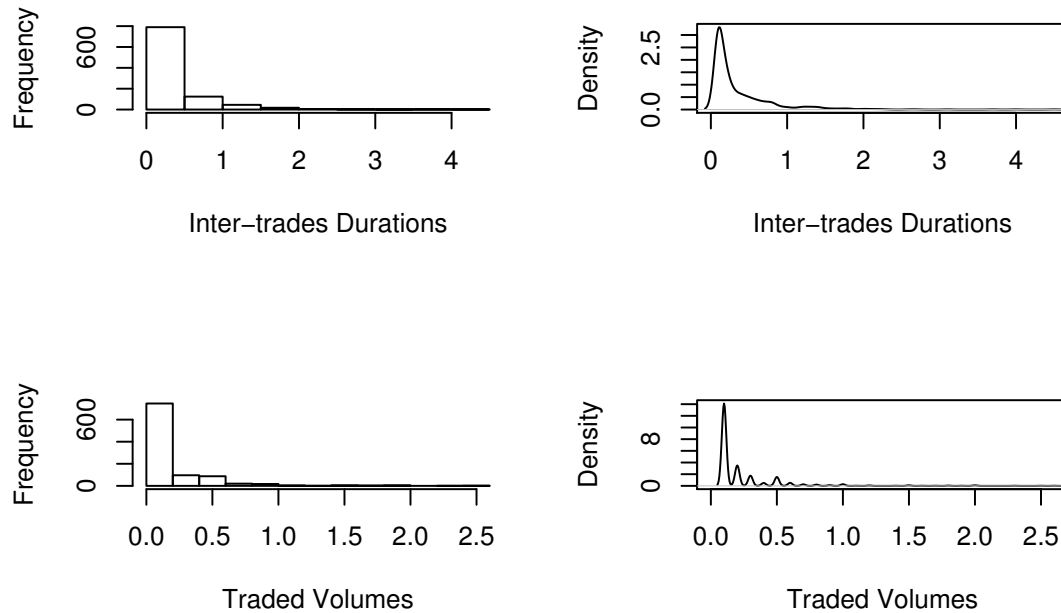 Frequency
600
0
0 1 2 3 4
Inter−trades Durations
Density
2.5
0.0
0 1 2 3 4
Inter−trades Durations
Frequency
600
0
0.0 0.5 1.0 1.5 2.0 2.5
Traded Volumes
Density
8
0
0.0 0.5 1.0 1.5 2.0 2.5
Traded Volumes